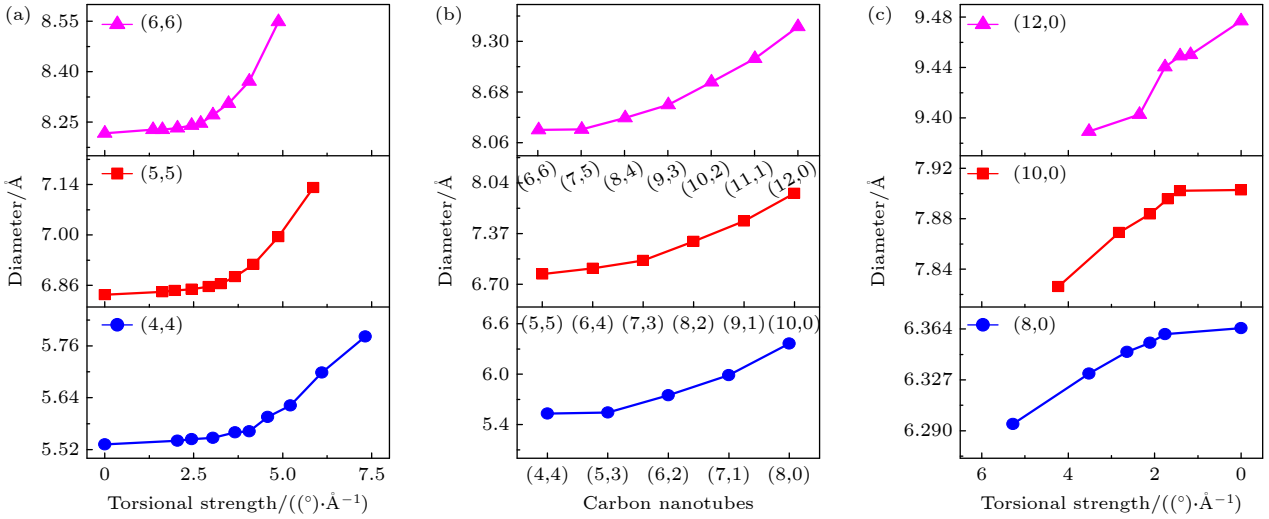 (a)
(6,6)
8.55
8.40
8.25
(5,5)
7.14
7.00
6.86
(4,4)
5.76
5.64
5.52
0 2.5 5.0 7.5
Diameter/Å
Torsional strength/((°)·Å⁻¹)
(b)
9.30
8.68
8.06
(6,6) (7,5) (8,4) (9,3) (10,2) (11,1) (12,0)
8.04
7.37
6.70
(5,5) (6,4) (7,3) (8,2) (9,1) (10,0)
6.6
6.0
5.4
(4,4) (5,3) (6,2) (7,1) (8,0)
Diameter/Å
Carbon nanotubes
(c)
(12,0)
9.48
9.44
9.40
(10,0)
7.92
7.88
7.84
(8,0)
6.364
6.327
6.290
6 4 2 0
Diameter/Å
Torsional strength/((°)·Å⁻¹)